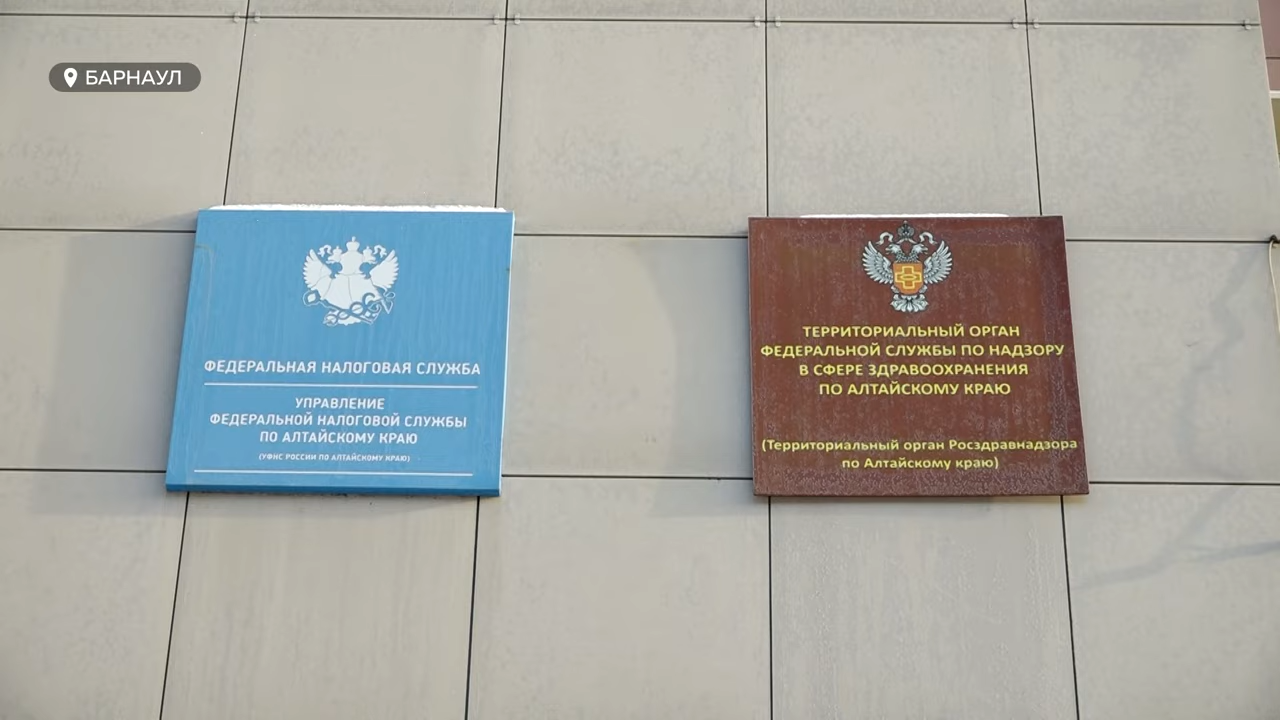 БАРНАУЛ
ФЕДЕРАЛЬНАЯ НАЛОГОВАЯ СЛУЖБА
УПРАВЛЕНИЕ
ФЕДЕРАЛЬНОЙ НАЛОГОВОЙ СЛУЖБЫ
ПО АЛТАЙСКОМУ КРАЮ
(УФНС РОССИИ ПО АЛТАЙСКОМУ КРАЮ)
ТЕРРИТОРИАЛЬНЫЙ ОРГАН
ФЕДЕРАЛЬНОЙ СЛУЖБЫ ПО НАДЗОРУ
В СФЕРЕ ЗДРАВООХРАНЕНИЯ
ПО АЛТАЙСКОМУ КРАЮ
(Территориальный орган Росздравнадзора
по Алтайскому краю)